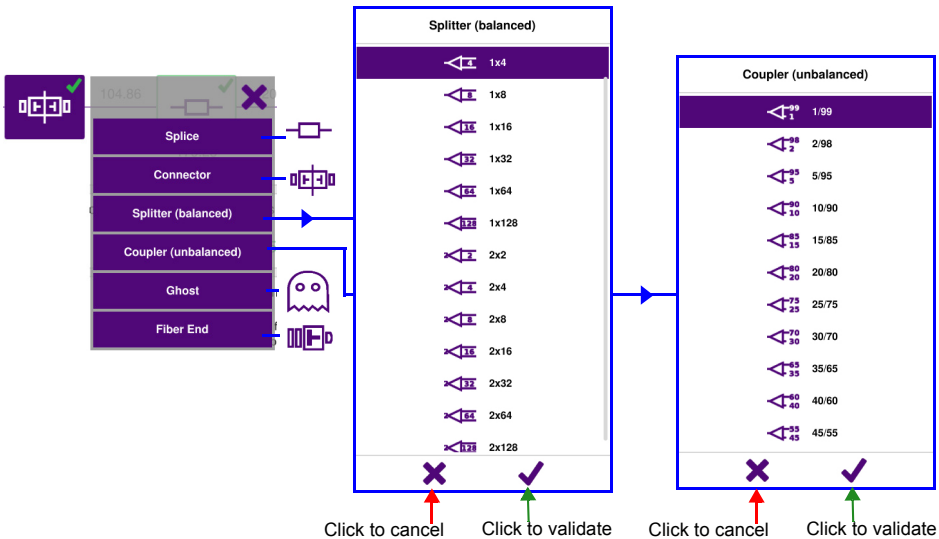 104.86
Splice
Connector
Splitter (balanced)
Coupler (unbalanced)
Ghost
Fiber End
Splitter (balanced)
4 1x4
8 1x8
16 1x16
32 1x32
64 1x64
128 1x128
2 2x2
4 2x4
8 2x8
16 2x16
32 2x32
64 2x64
128 2x128
Click to cancel
Click to validate
Coupler (unbalanced)
99 1 1/99
98 2 2/98
95 5 5/95
90 10 10/90
85 15 15/85
80 20 20/80
75 25 25/75
70 30 30/70
65 35 35/65
60 40 40/60
55 45 45/55
Click to cancel
Click to validate